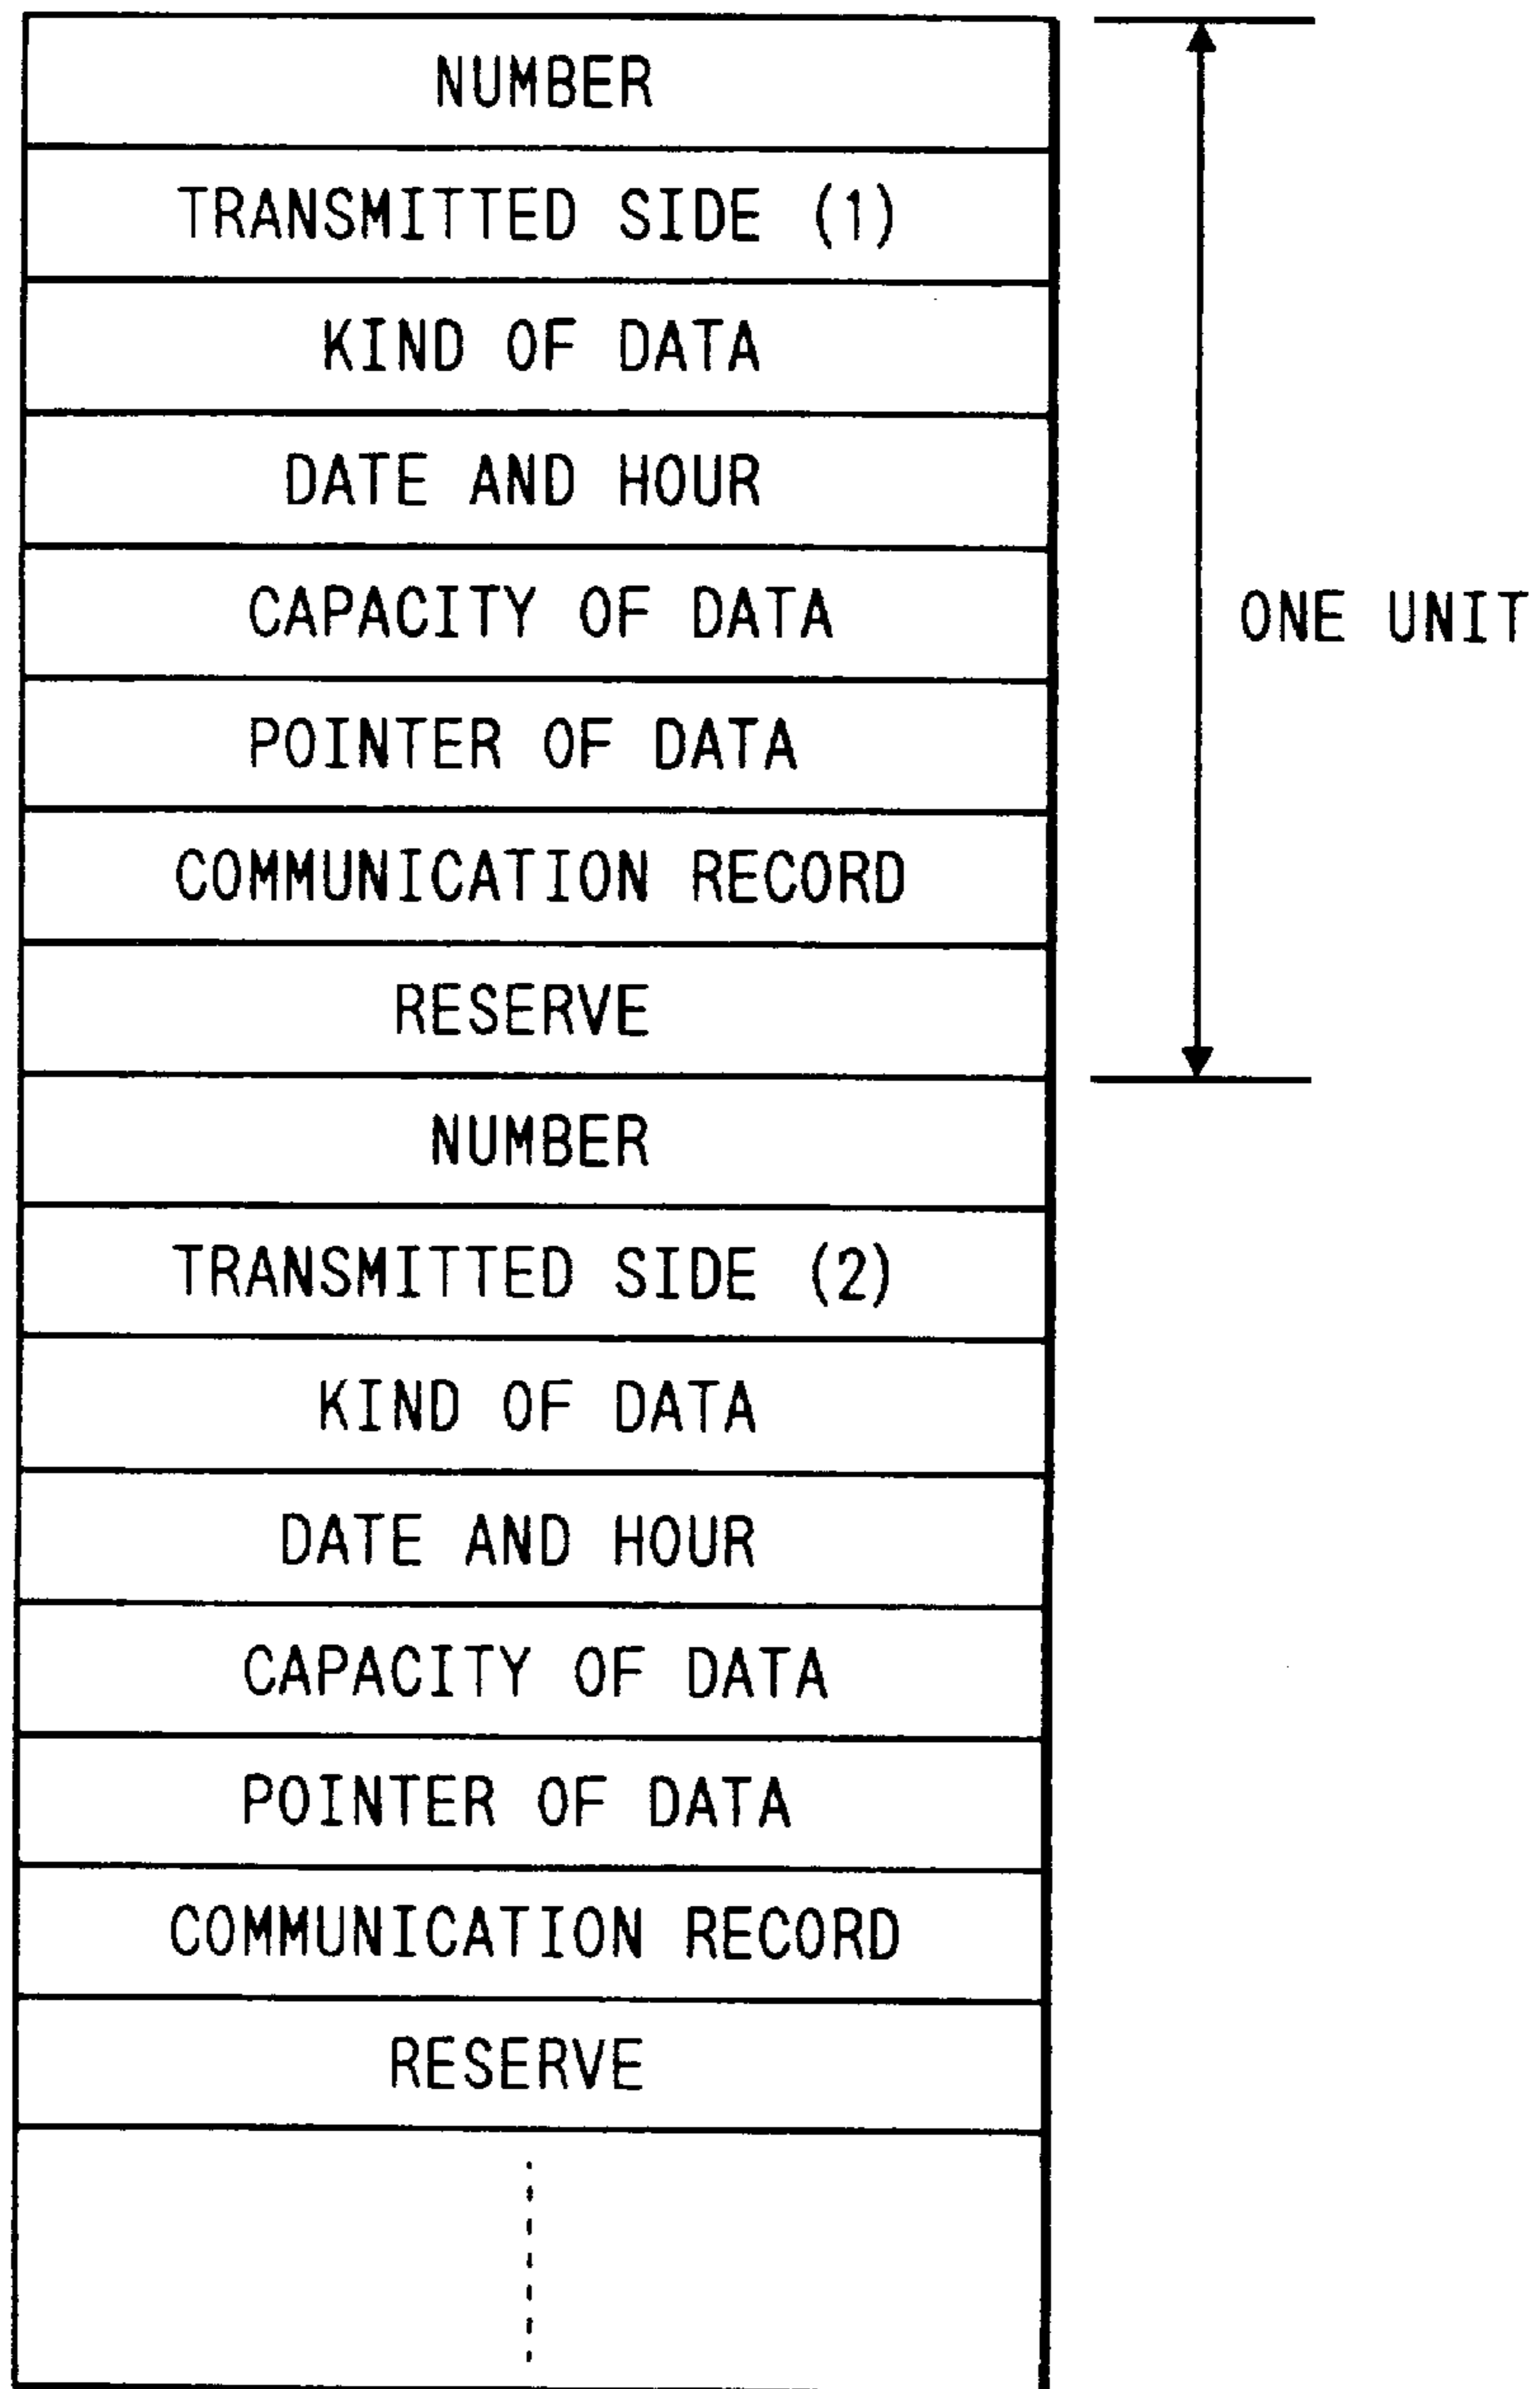 NUMBER
TRANSMITTED SIDE (1)
KIND OF DATA
DATE AND HOUR
CAPACITY OF DATA
ONE UNIT
POINTER OF DATA
COMMUNICATION RECORD
RESERVE
NUMBER
TRANSMITTED SIDE (2)
KIND OF DATA
DATE AND HOUR
CAPACITY OF DATA
POINTER OF DATA
COMMUNICATION RECORD
RESERVE